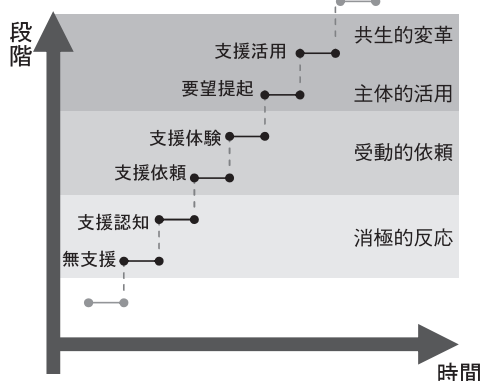 段階
共生的変革
支援活用
要望提起
主体的活用
支援体験
受動的依頼
支援依頼
支援認知
消極的反応
無支援
時間